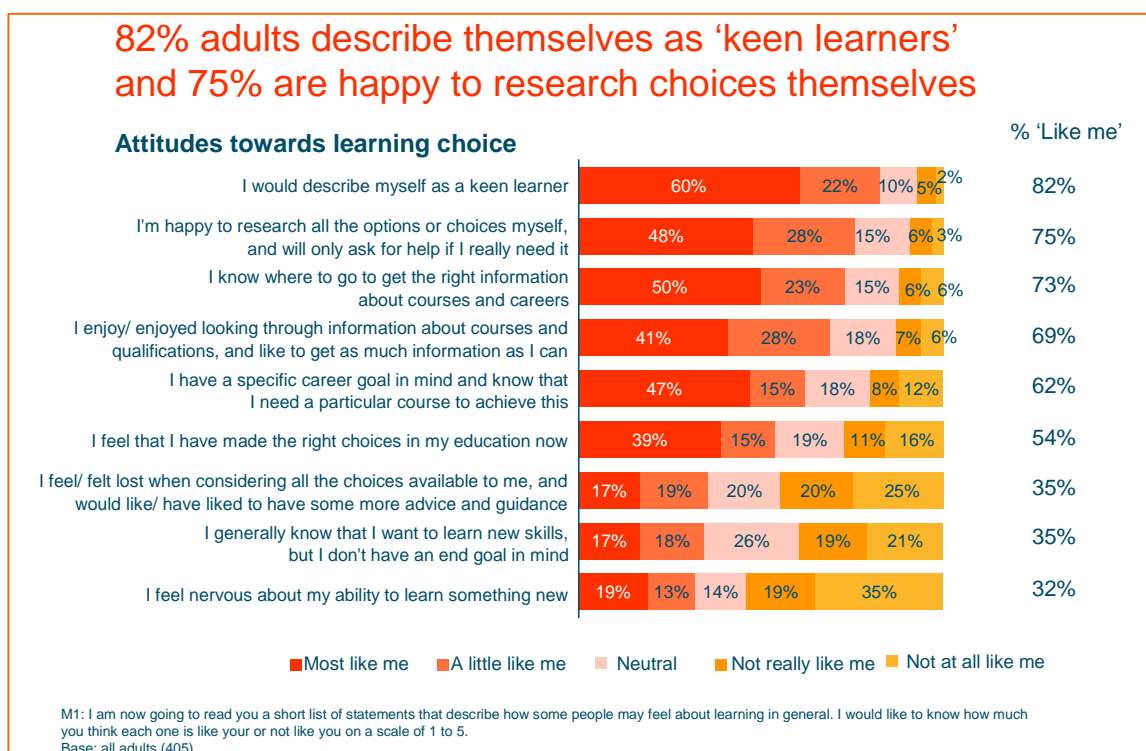 82% adults describe themselves as ‘keen learners’
and 75% are happy to research choices themselves
Attitudes towards learning choice
% ‘Like me’
I would describe myself as a keen learner
60% 22% 10% 5% 2% 82%
I'm happy to research all the options or choices myself,
and will only ask for help if I really need it
48% 28% 15% 6% 3% 75%
I know where to go to get the right information
about courses and careers
50% 23% 15% 6% 6% 73%
I enjoy/ enjoyed looking through information about courses and
qualifications, and like to get as much information as I can
41% 28% 18% 7% 6% 69%
I have a specific career goal in mind and know that
I need a particular course to achieve this
47% 15% 18% 8% 12% 62%
I feel that I have made the right choices in my education now
39% 15% 19% 11% 16% 54%
I feel/ felt lost when considering all the choices available to me, and
would like/ have liked to have some more advice and guidance
17% 19% 20% 20% 25% 35%
I generally know that I want to learn new skills,
but I don't have an end goal in mind
17% 18% 26% 19% 21% 35%
I feel nervous about my ability to learn something new
19% 13% 14% 19% 35% 32%
Most like me A little like me Neutral Not really like me Not at all like me
M1: I am now going to read you a short list of statements that describe how some people may feel about learning in general. I would like to know how much
you think each one is like your or not like you on a scale of 1 to 5.
Base: all adults (405)